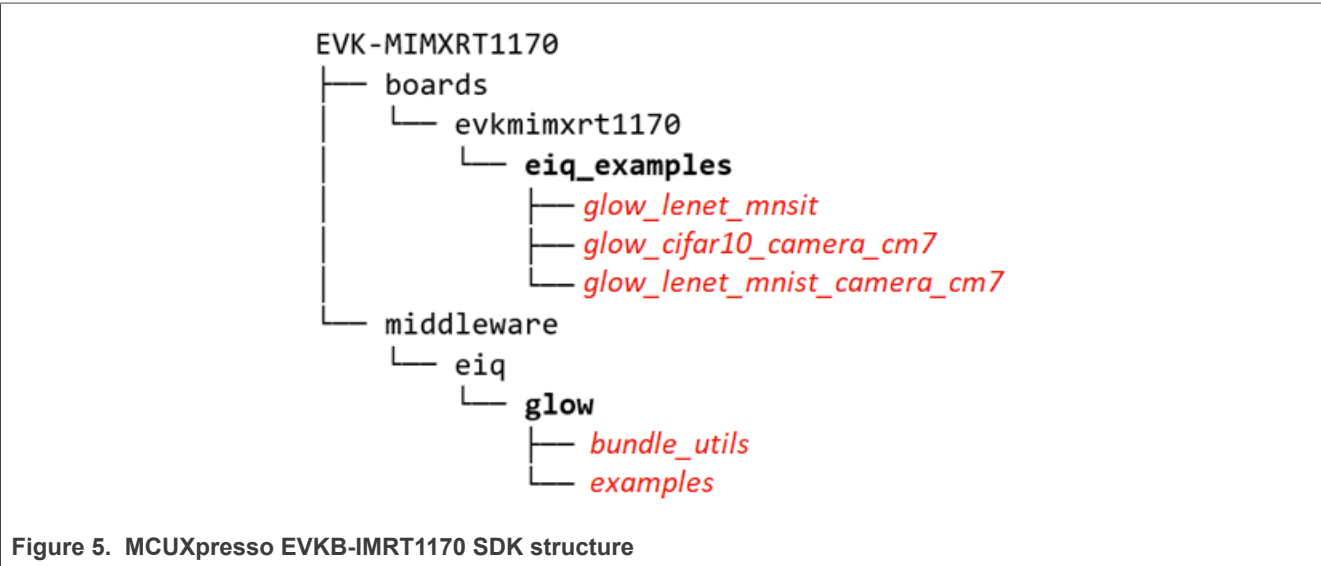 EVK-MIMXRT1170
├── boards
│   └── evkmimxrt1170
│       └── eiq_examples
│           ├── glow_lenet_mnsit
│           ├── glow_cifar10_camera_cm7
│           └── glow_lenet_mnist_camera_cm7
└── middleware
    └── eiq
        └── glow
            ├── bundle_utils
            └── examples
Figure 5. MCUXpresso EVKB-IMRT1170 SDK structure